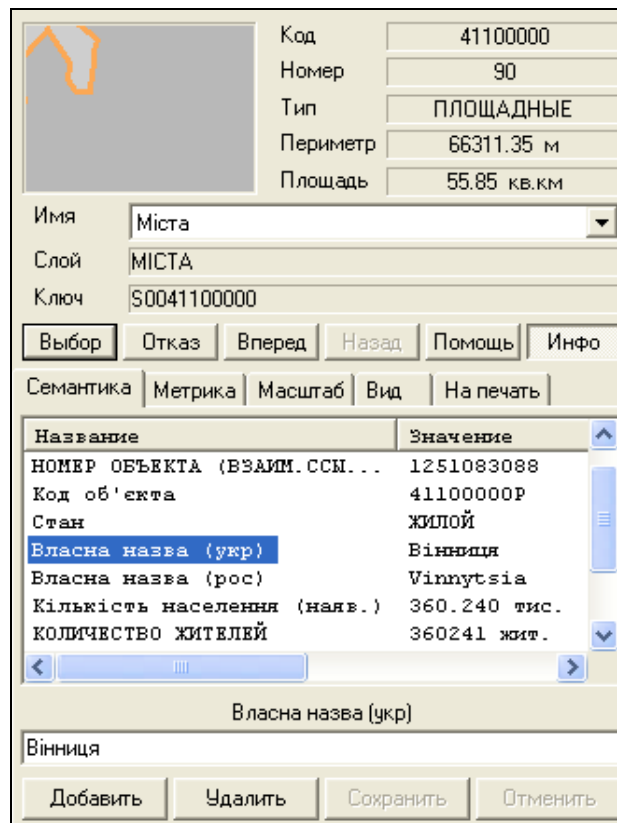 Код 41100000
Номер 90
Тип ПЛОЩАДНЫЕ
Периметр 66311.35 м
Площадь 55.85 кв.км
Имя Міста
Слой МІСТА
Ключ S0041100000
Выбор Отказ Вперед Назад Помощь Инфо
Семантика Метрика Масштаб Вид На печать
Название Значение
НОМЕР ОБЪЕКТА (ВЗАИМ.ССЫ... 1251083088
Код об'єкта 41100000P
Стан ЖИЛОЙ
Власна назва (укр) Вінниця
Власна назва (рос) Vinnytsia
Кількість населення (наяв.) 360.240 тис.
КОЛИЧЕСТВО ЖИТЕЛЕЙ 360241 жит.
Власна назва (укр)
Вінниця
Добавить Удалить Сохранить Отменить